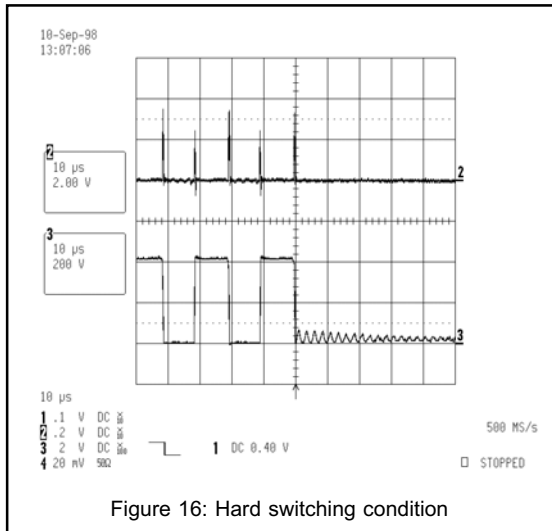 10-Sep-98
13:07:06
2
10 µs
2.00 V
2
3
10 µs
200 V
3
10 µs
1 .1 V DC
2 .2 V DC
3 2 V DC
4 20 mV 50Ω
1 DC 0.40 V
500 MS/s
STOPPED
Figure 16: Hard switching condition